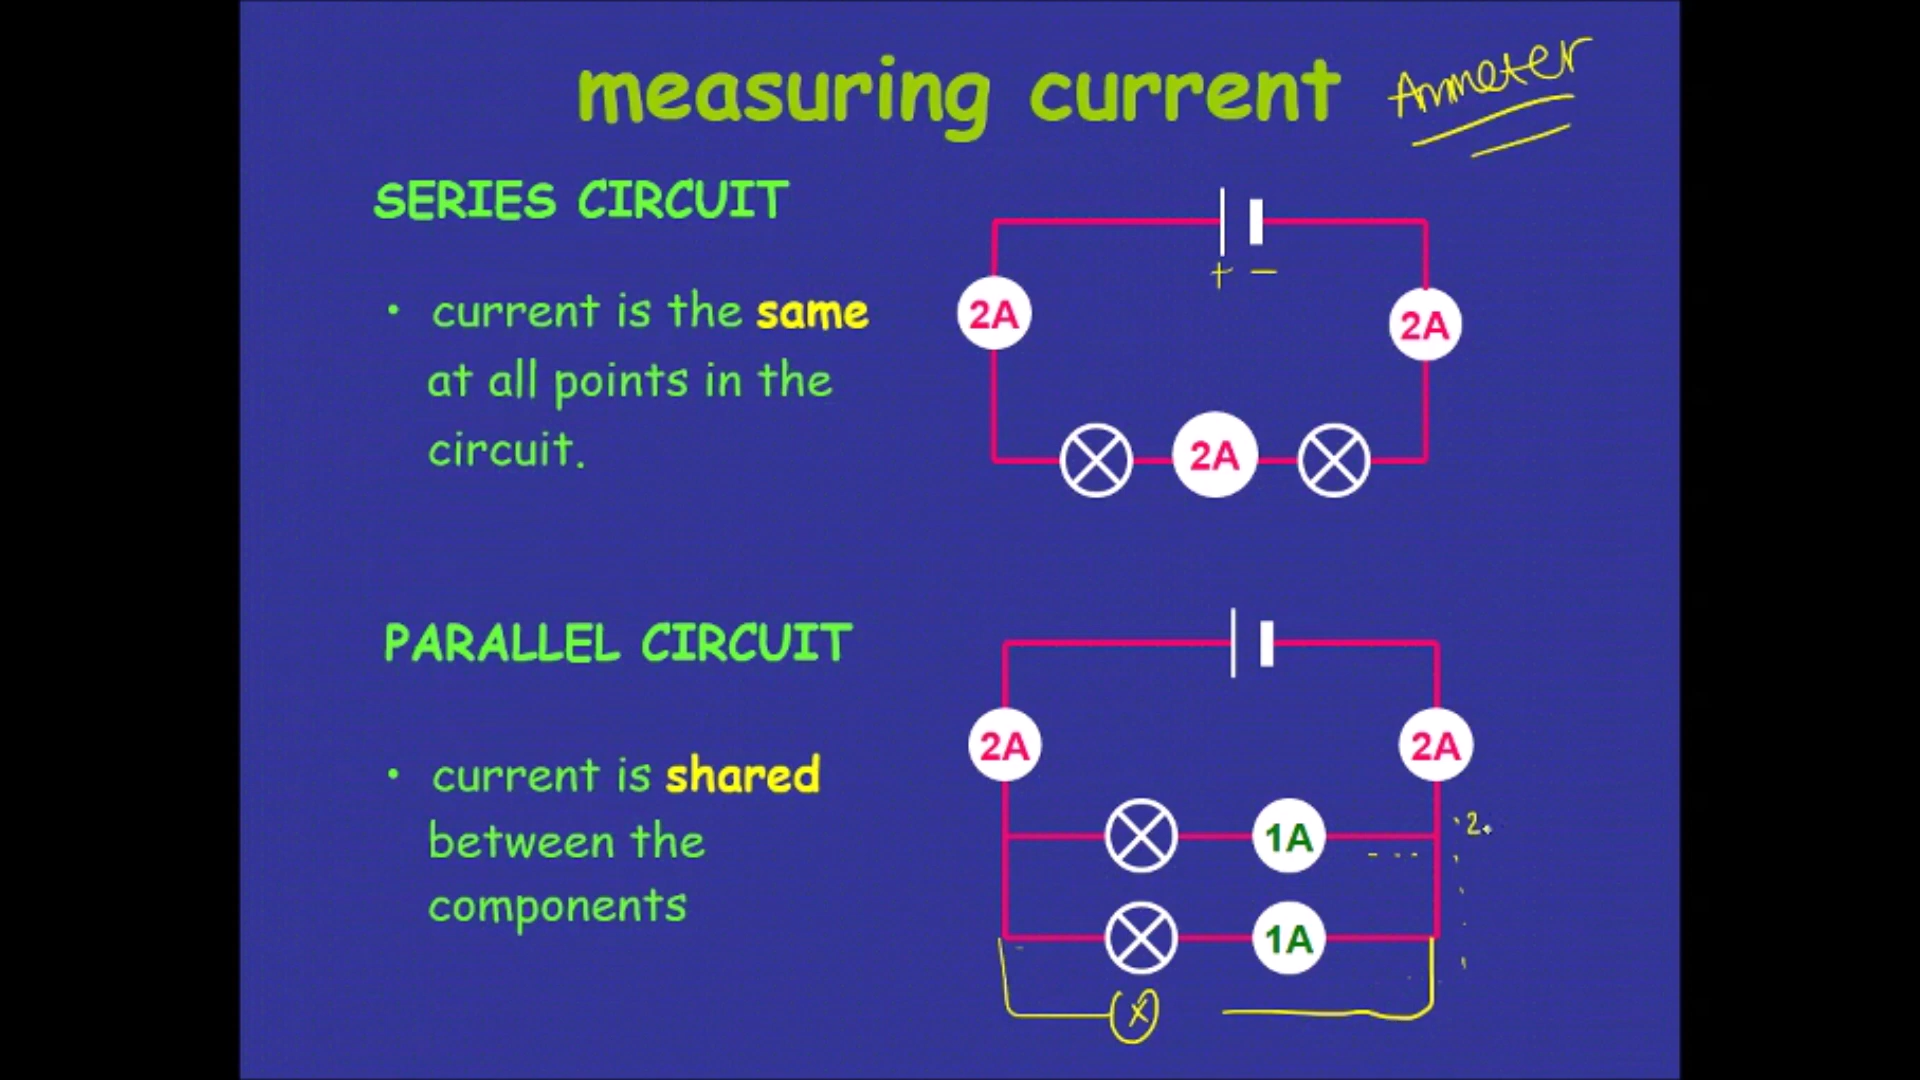 measuring current
Ammeter
SERIES CIRCUIT
• current is the same
at all points in the
circuit.
+ −
2A
2A
2A
PARALLEL CIRCUIT
• current is shared
between the
components
2A
2A
1A
2.
1A